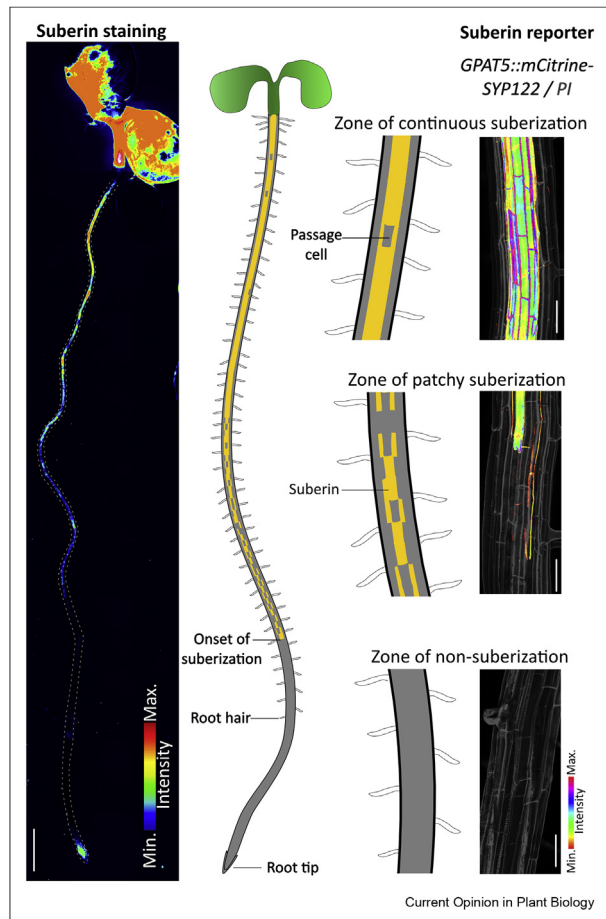 Suberin staining
Suberin reporter
GPAT5::mCitrine-
SYP122 / PI
Zone of continuous suberization
Passage
cell
Zone of patchy suberization
Suberin
Onset of
suberization
Zone of non-suberization
Root hair
Root tip
Min. Intensity Max.
Min. Intensity Max.
Current Opinion in Plant Biology